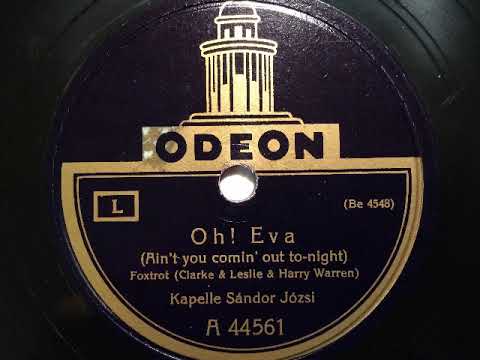 ODEON
L
(Be 4548)
Oh! Eva
(Ain't you comin' out to-night)
Foxtrot (Clarke & Leslie & Harry Warren)
Kapelle Sándor Józsi
A 44561